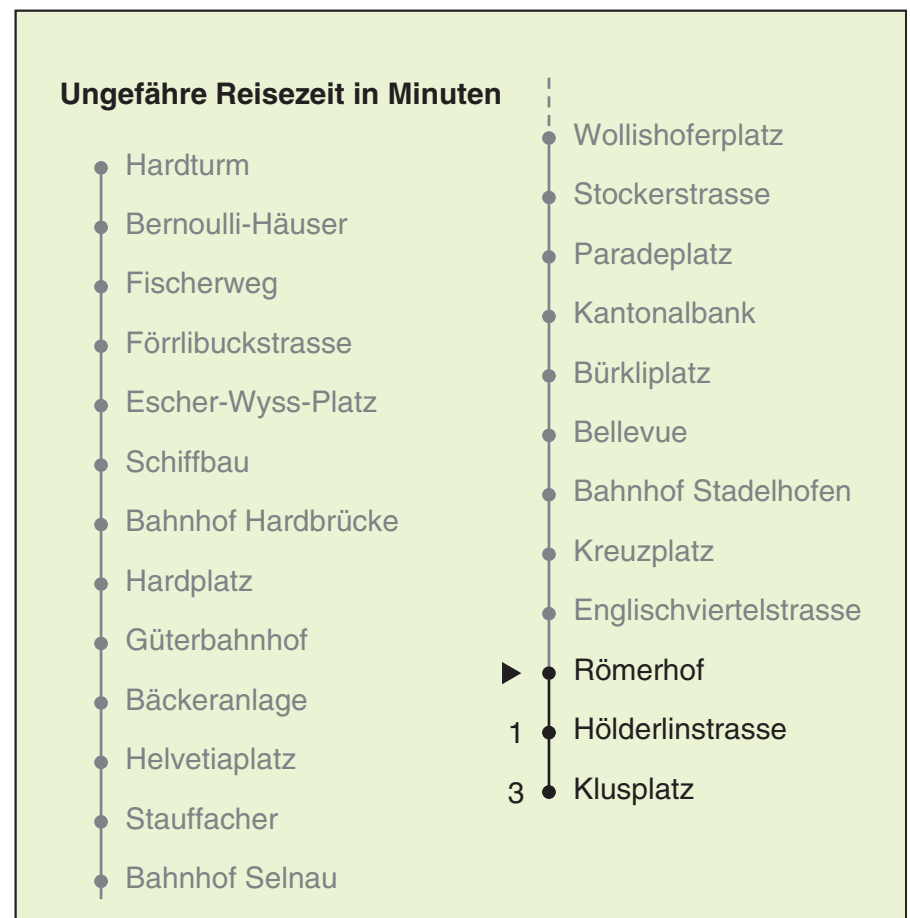 Ungefähre Reisezeit in Minuten
Hardturm
Bernoulli-Häuser
Fischerweg
Förrlibuckstrasse
Escher-Wyss-Platz
Schiffbau
Bahnhof Hardbrücke
Hardplatz
Güterbahnhof
Bäckeranlage
Helvetiaplatz
Stauffacher
Bahnhof Selnau
Wollishoferplatz
Stockerstrasse
Paradeplatz
Kantonalbank
Bürkliplatz
Bellevue
Bahnhof Stadelhofen
Kreuzplatz
Englischviertelstrasse
Römerhof
1 Hölderlinstrasse
3 Klusplatz